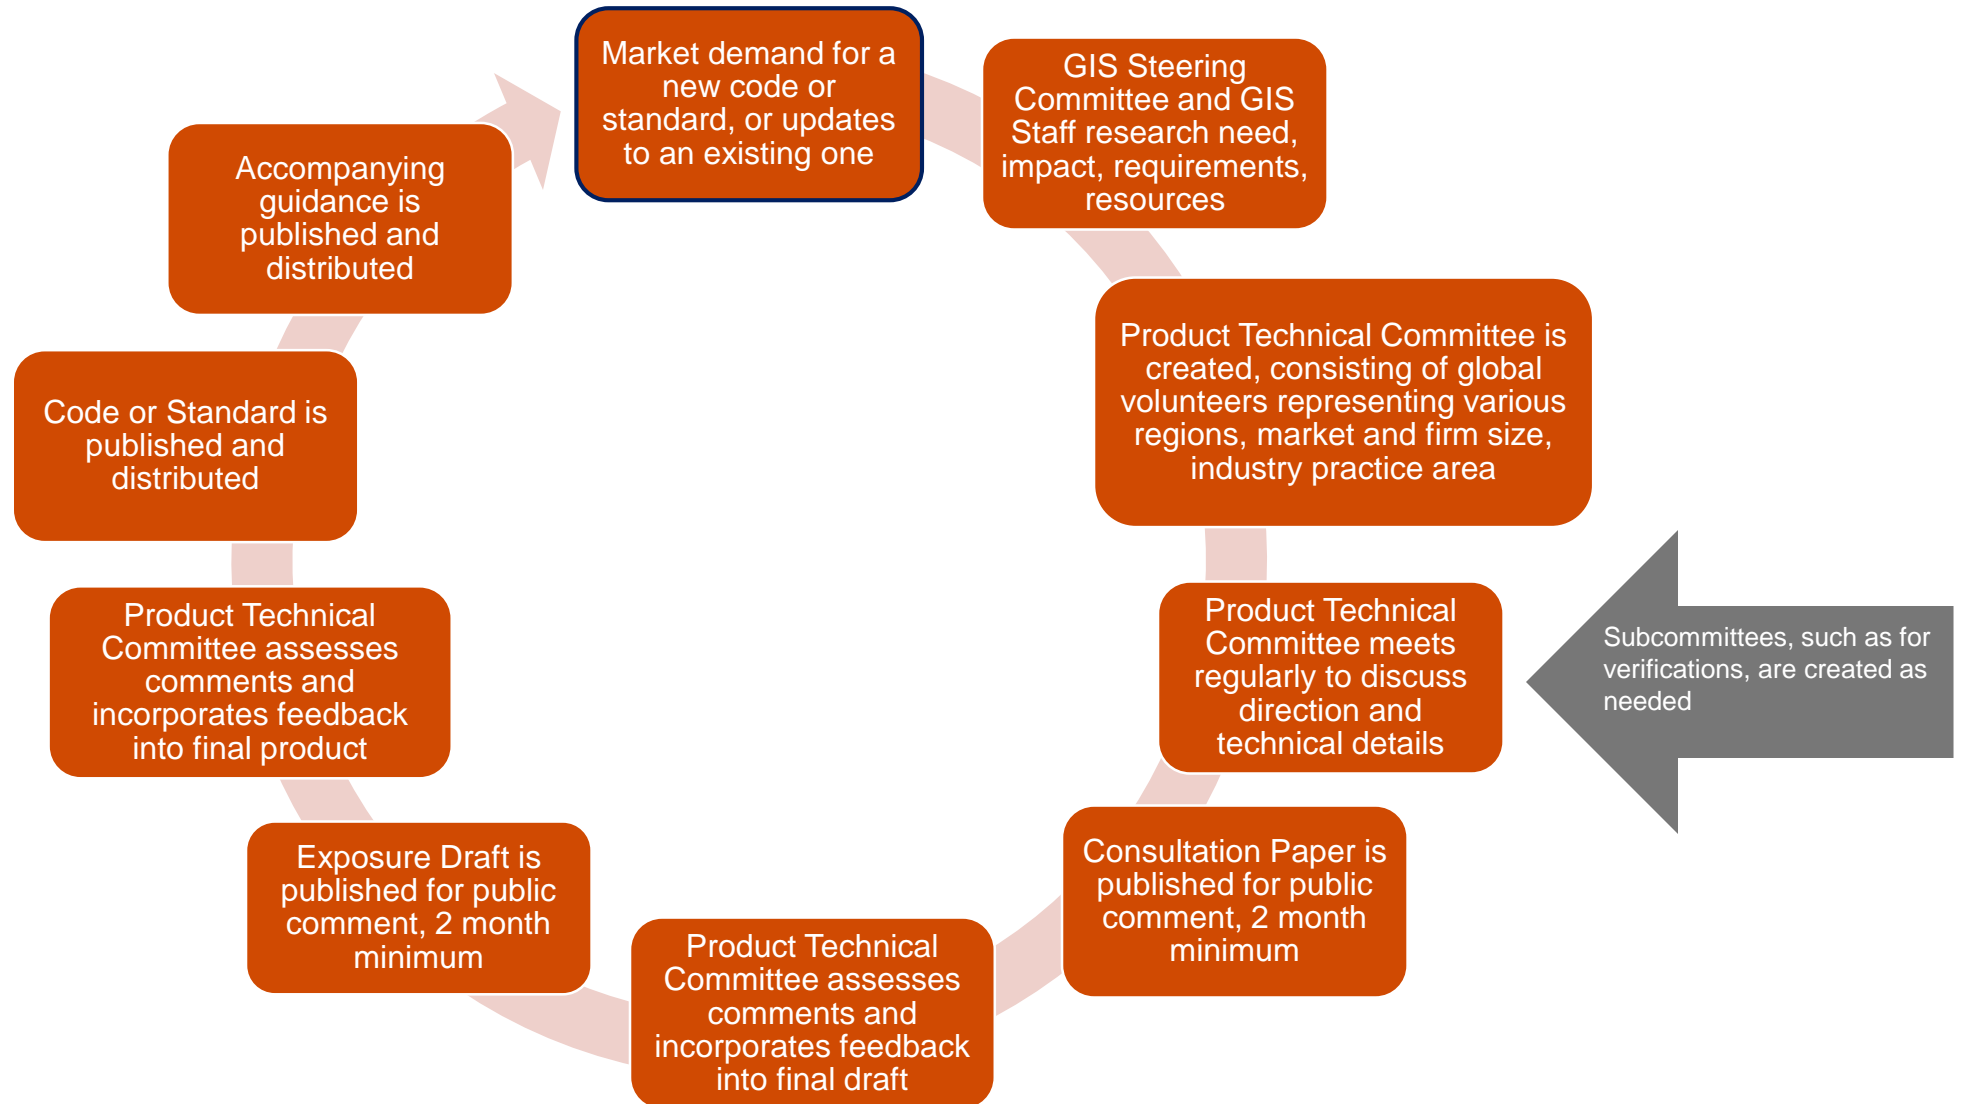 Market demand for a
new code or
standard, or updates
to an existing one
GIS Steering
Committee and GIS
Staff research need,
impact, requirements,
resources
Product Technical Committee is
created, consisting of global
volunteers representing various
regions, market and firm size,
industry practice area
Product Technical
Committee meets
regularly to discuss
direction and
technical details
Subcommittees, such as for
verifications, are created as
needed
Consultation Paper is
published for public
comment, 2 month
minimum
Product Technical
Committee assesses
comments and
incorporates feedback
into final draft
Exposure Draft is
published for public
comment, 2 month
minimum
Product Technical
Committee assesses
comments and
incorporates feedback
into final product
Code or Standard is
published and
distributed
Accompanying
guidance is
published and
distributed